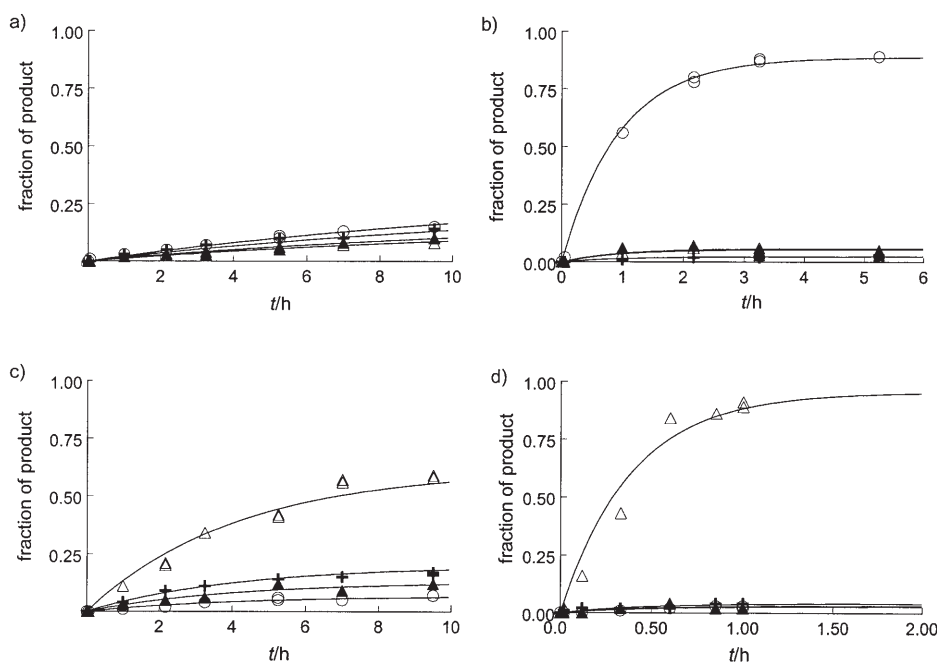 a)
1.00
0.75
0.50
0.25
fraction of product
0 2 4 6 8 10
t/h
b)
1.00
0.75
0.50
0.25
0.00
fraction of product
0 1 2 3 4 5 6
t/h
c)
1.00
0.75
0.50
0.25
fraction of product
2 4 6 8 10
t/h
d)
1.00
0.75
0.50
0.25
0.00
fraction of product
0.0 0.50 1.00 1.50 2.00
t/h